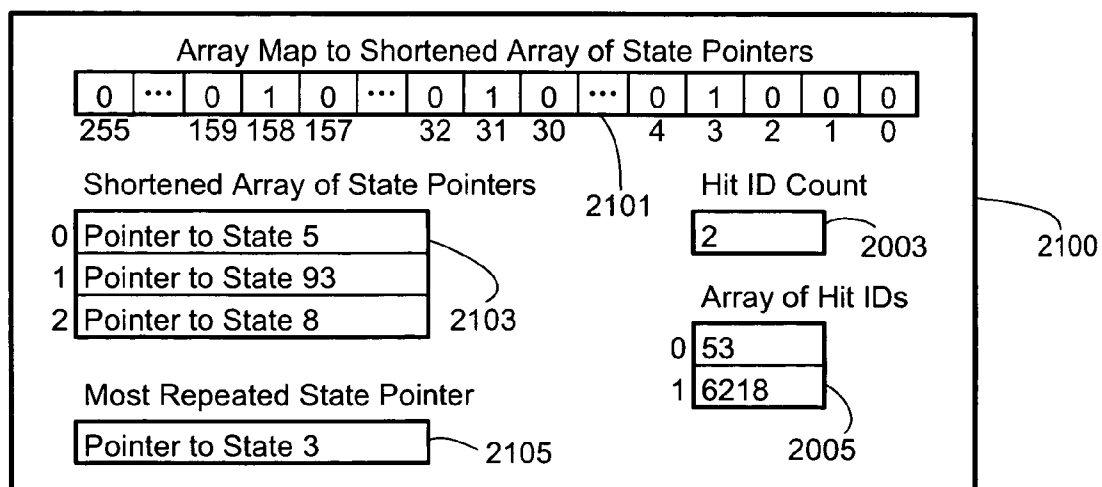 Array Map to Shortened Array of State Pointers
0 ... 0 1 0 ... 0 1 0 ... 0 1 0 0 0
255 159 158 157 32 31 30 4 3 2 1 0
Shortened Array of State Pointers
0 Pointer to State 5
1 Pointer to State 93
2 Pointer to State 8
2103
Most Repeated State Pointer
Pointer to State 3
2105
2101
Hit ID Count
2
2003
Array of Hit IDs
0 53
1 6218
2005
2100